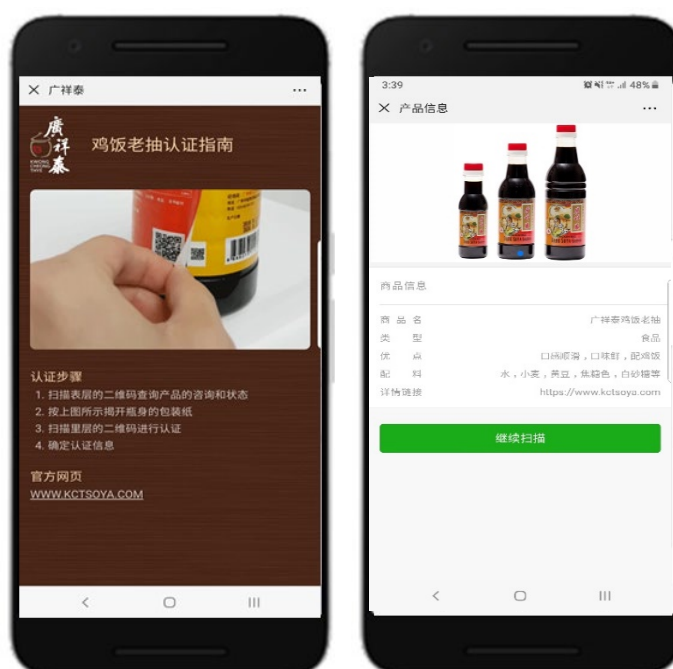 广祥泰
廣祥泰
KWONG
CHEONG
THYE
鸡饭老抽认证指南
认证步骤
1. 扫描表层的二维码查询产品的咨询和状态
2. 按上图所示揭开瓶身的包装纸
3. 扫描里层的二维码进行认证
4. 确定认证信息
官方网页
WWW.KCTSOYA.COM
3:39
48%
产品信息
商品信息
商品名 广祥泰鸡饭老抽
类型 食品
优点 口感顺滑，口味鲜，配鸡饭
配料 水，小麦，黄豆，焦糖色，白砂糖等
详情链接 https://www.kctsoya.com
继续扫描